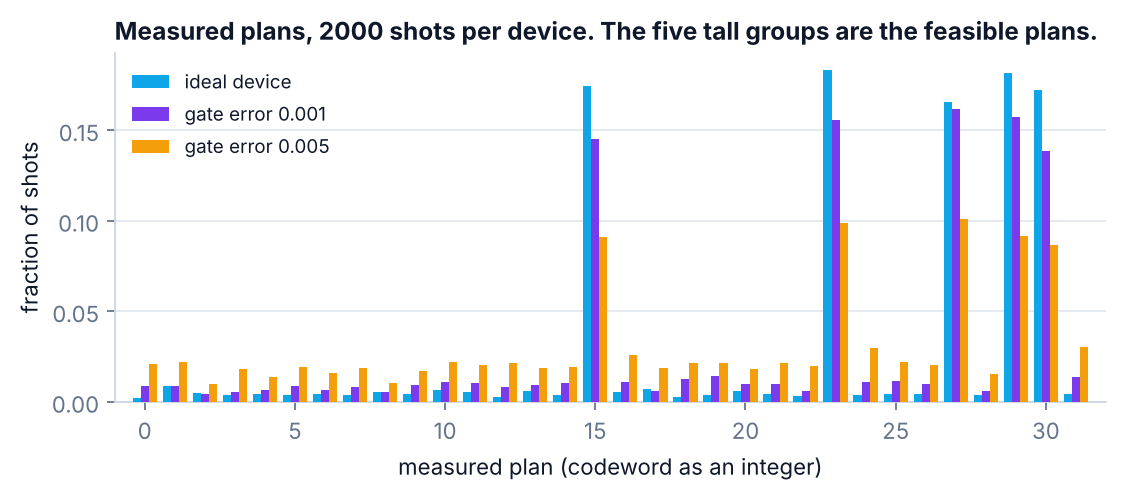 Measured plans, 2000 shots per device. The five tall groups are the feasible plans.
ideal device
gate error 0.001
gate error 0.005
fraction of shots
0.15
0.10
0.05
0.00
0 5 10 15 20 25 30
measured plan (codeword as an integer)